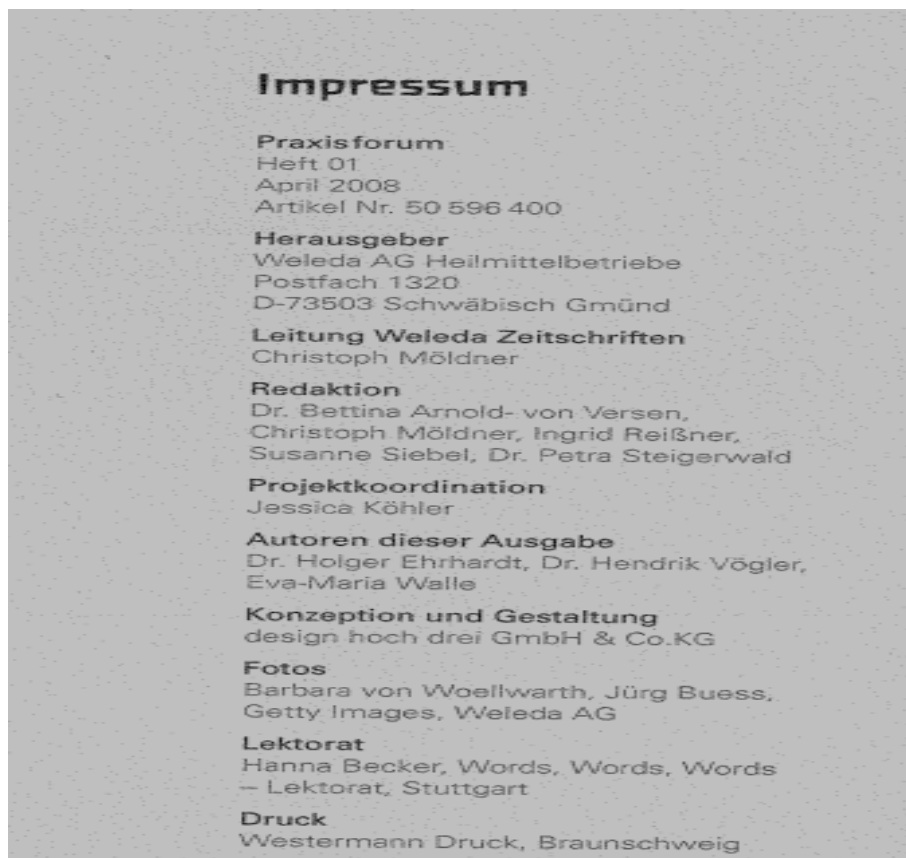 Impressum
Praxisforum
Heft 01
April 2008
Artikel Nr. 50 596 400
Herausgeber
Weleda AG Heilmittelbetriebe
Postfach 1320
D-73503 Schwäbisch Gmünd
Leitung Weleda Zeitschriften
Christoph Möldner
Redaktion
Dr. Bettina Arnold- von Versen,
Christoph Möldner, Ingrid Reißner,
Susanne Siebel, Dr. Petra Steigerwald
Projektkoordination
Jessica Köhler
Autoren dieser Ausgabe
Dr. Holger Ehrhardt, Dr. Hendrik Vögler,
Eva-Maria Walle
Konzeption und Gestaltung
design hoch drei GmbH & Co.KG
Fotos
Barbara von Woellwarth, Jürg Buess,
Getty Images, Weleda AG
Lektorat
Hanna Becker, Words, Words, Words
– Lektorat, Stuttgart
Druck
Westermann Druck, Braunschweig